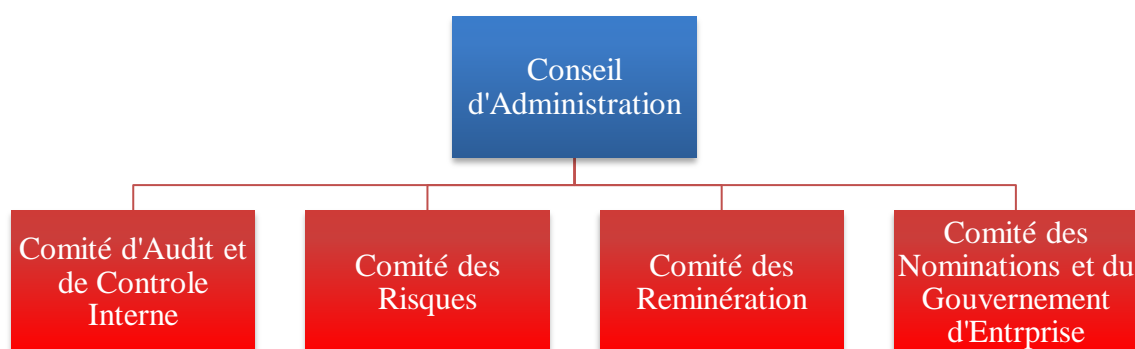 Conseil
d'Administration
Comité d'Audit et
de Controle
Interne
Comité des
Risques
Comité des
Reminération
Comité des
Nominations et du
Gouvernement
d'Entrprise